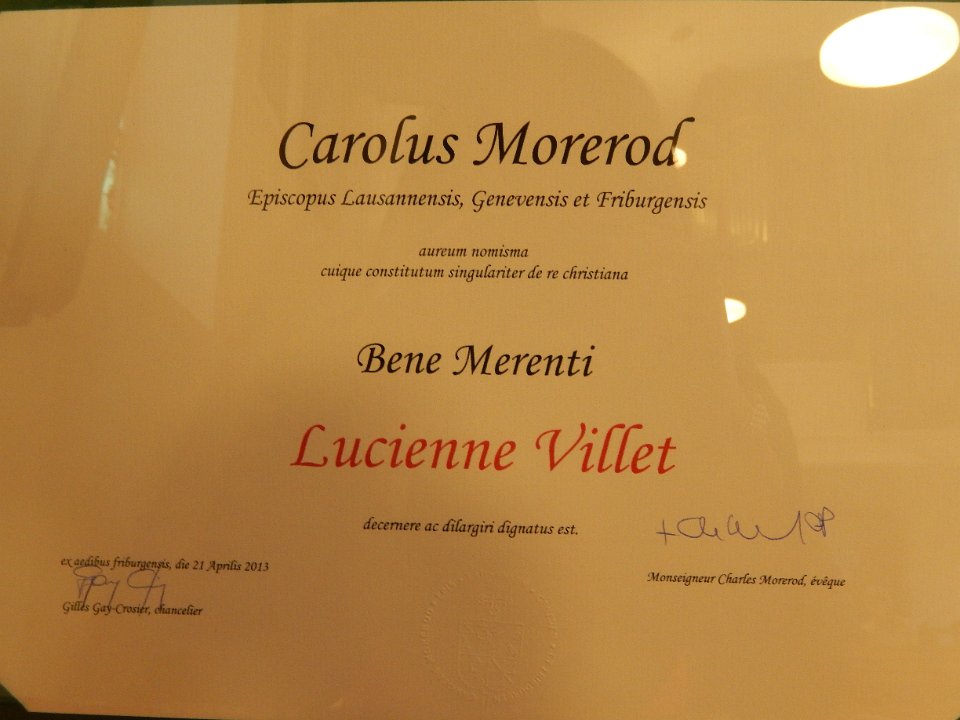 Carolus Morerod
Episcopus Lausannensis, Genevensis et Friburgensis
aureum nomisma
cuique constitutum singulariter de re christiana
Bene Merenti
Lucienne Villet
decernere ac dilargiri dignatus est.
ex aedibus friburgensis, die 21 Aprilis 2013
Gilles Gay-Crosier, chancelier
Monseigneur Charles Morerod, évêque